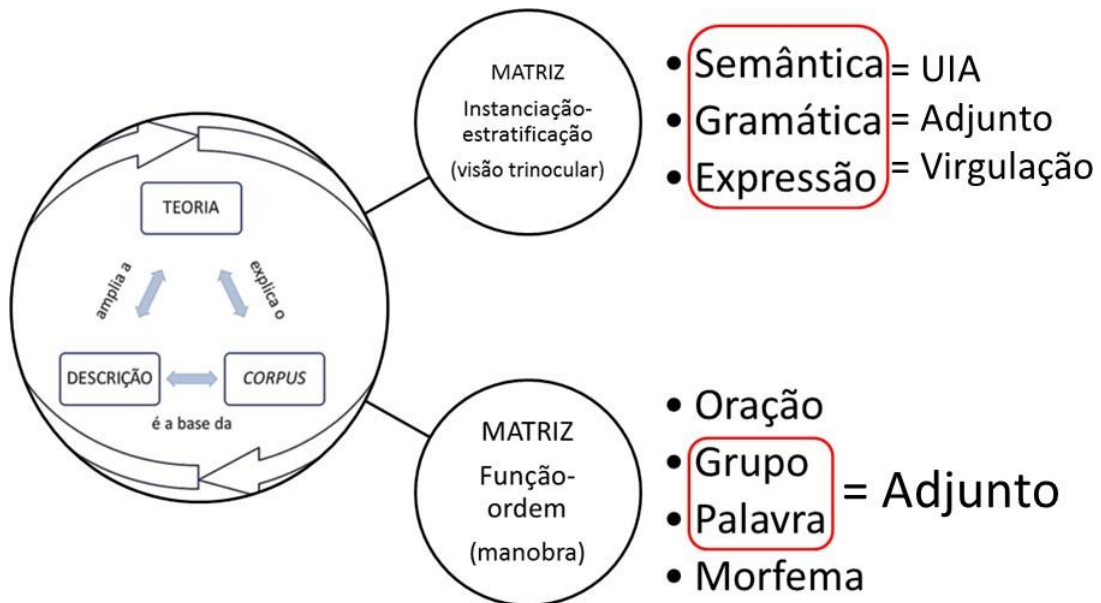 TEORIA
amplia a
explica o
DESCRIÇÃO
CORPUS
é a base da
MATRIZ
Instanciação-
estratificação
(visão trinocular)
• Semântica = UIA
• Gramática = Adjunto
• Expressão = Virgulação
MATRIZ
Função-
ordem
(manobra)
• Oração
• Grupo
• Palavra
= Adjunto
• Morfema